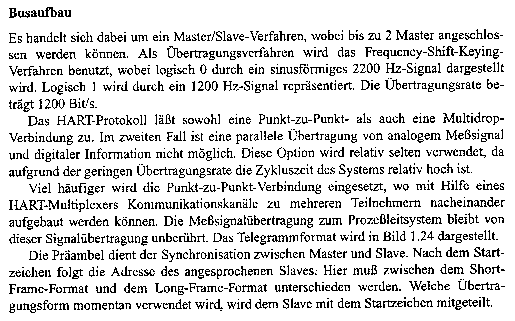 Busaufbau
Es handelt sich dabei um ein Master/Slave-Verfahren, wobei bis zu 2 Master angeschlos-
sen werden können. Als Übertragungsverfahren wird das Frequency-Shift-Keying-
Verfahren benutzt, wobei logisch 0 durch ein sinusförmiges 2200 Hz-Signal dargestellt
wird. Logisch 1 wird durch ein 1200 Hz-Signal repräsentiert. Die Übertragungsrate be-
trägt 1200 Bit/s.
Das HART-Protokoll läßt sowohl eine Punkt-zu-Punkt- als auch eine Multidrop-
Verbindung zu. Im zweiten Fall ist eine parallele Übertragung von analogem Meßsignal
und digitaler Information nicht möglich. Diese Option wird relativ selten verwendet, da
aufgrund der geringen Übertragungsrate die Zykluszeit des Systems relativ hoch ist.
Viel häufiger wird die Punkt-zu-Punkt-Verbindung eingesetzt, wo mit Hilfe eines
HART-Multiplexers Kommunikationskanäle zu mehreren Teilnehmern nacheinander
aufgebaut werden können. Die Meßsignalübertragung zum Prozeßleitsystem bleibt von
dieser Signalübertragung unberührt. Das Telegrammformat wird in Bild 1.24 dargestellt.
Die Präambel dient der Synchronisation zwischen Master und Slave. Nach dem Start-
zeichen folgt die Adresse des angesprochenen Slaves. Hier muß zwischen dem Short-
Frame-Format und dem Long-Frame-Format unterschieden werden. Welche Übertra-
gungsform momentan verwendet wird, wird dem Slave mit dem Startzeichen mitgeteilt.